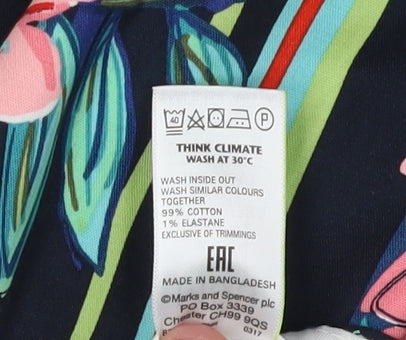 40 P
THINK CLIMATE
WASH AT 30°C
WASH INSIDE OUT
WASH SIMILAR COLOURS
TOGETHER
99% COTTON
1% ELASTANE
EXCLUSIVE OF TRIMMINGS
EAC
MADE IN BANGLADESH
©Marks and Spencer plc
PO Box 3339
Chester CH99 9QS
0317